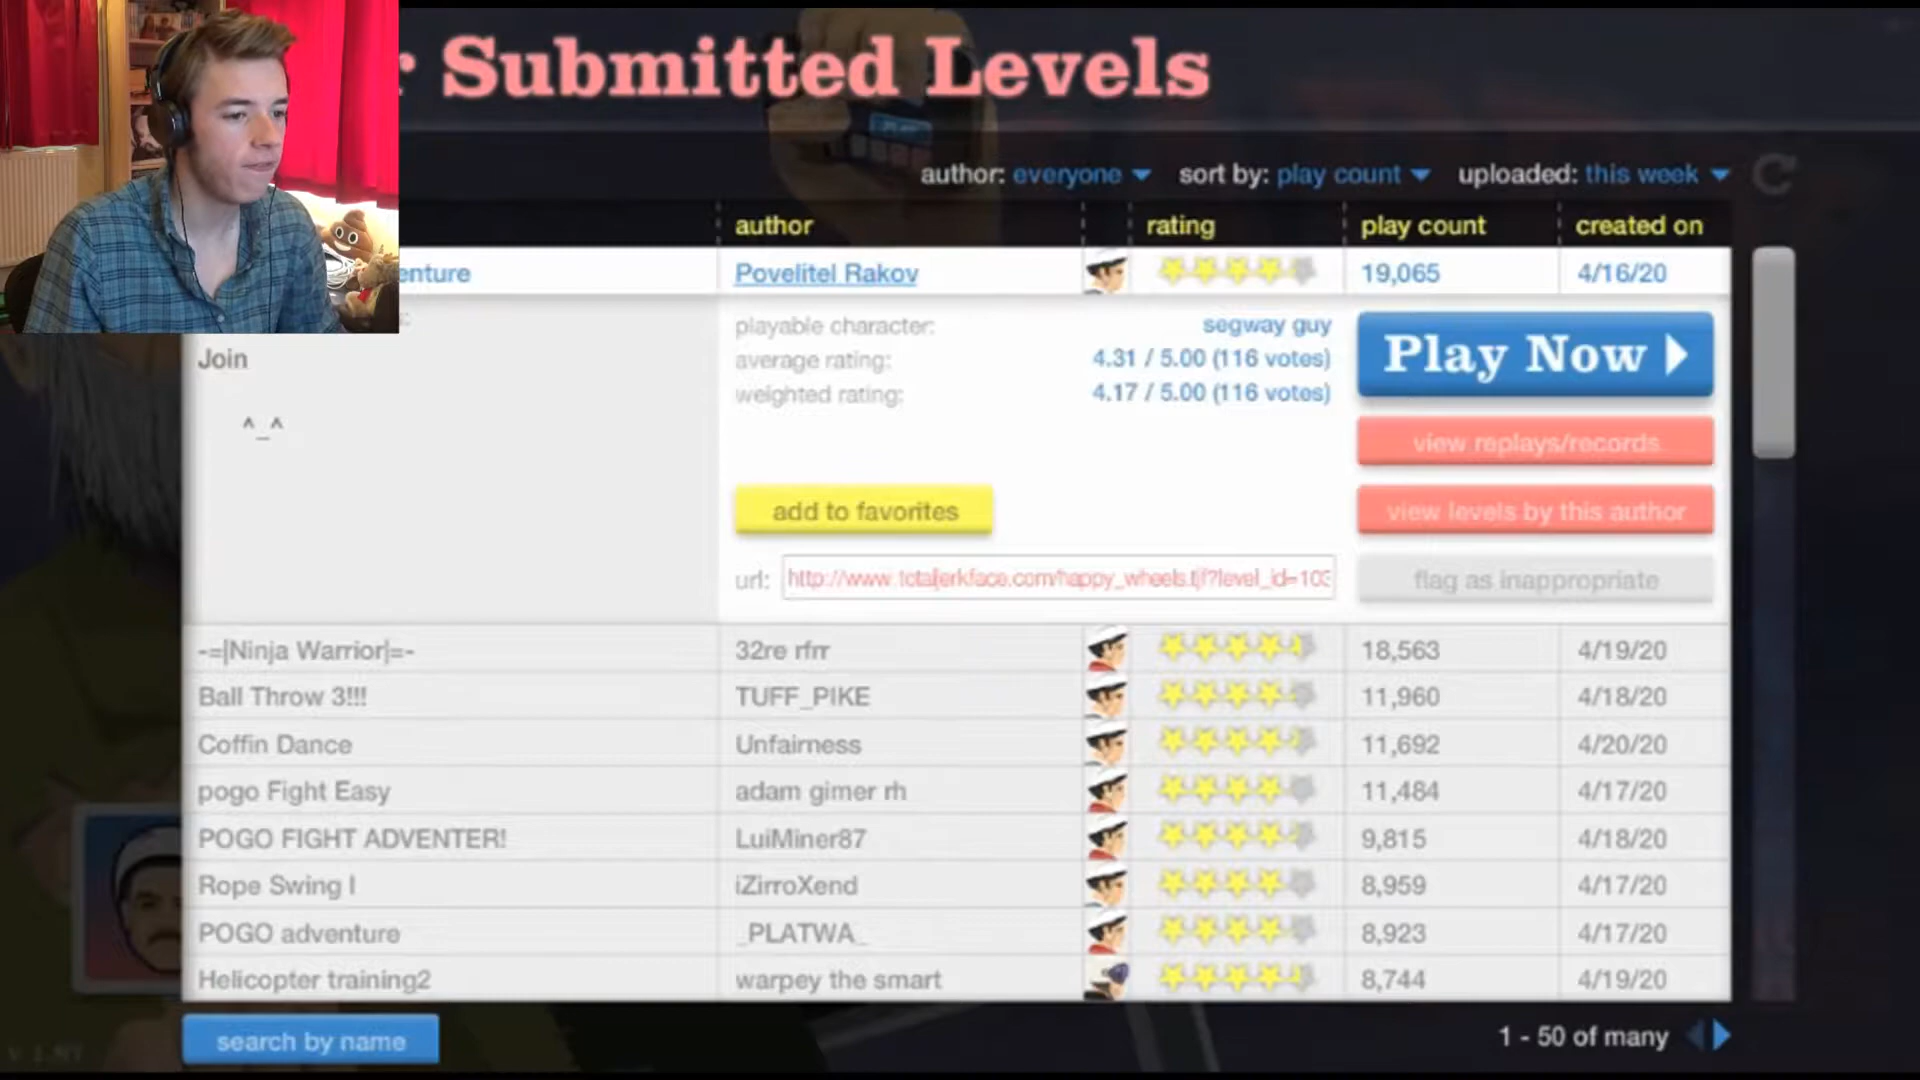 r Submitted Levels
author: everyone sort by: play count uploaded: this week
author rating play count created on
enture Povelitel Rakov 19,065 4/16/20
playable character: segway guy
Play Now
Join average rating: 4.31 / 5.00 (116 votes)
weighted rating: 4.17 / 5.00 (116 votes)
^_^
view replays/records
add to favorites view levels by this author
url: http://www.totaljerkface.com/happy_wheels.tjf?level_id=103 flag as inappropriate
-=|Ninja Warrior|=- 32re rfrr 18,563 4/19/20
Ball Throw 3!!! TUFF_PIKE 11,960 4/18/20
Coffin Dance Unfairness 11,692 4/20/20
pogo Fight Easy adam gimer rh 11,484 4/17/20
POGO FIGHT ADVENTER! LuiMiner87 9,815 4/18/20
Rope Swing I iZirroXend 8,959 4/17/20
POGO adventure _PLATWA_ 8,923 4/17/20
Helicopter training2 warpey the smart 8,744 4/19/20
search by name 1 - 50 of many